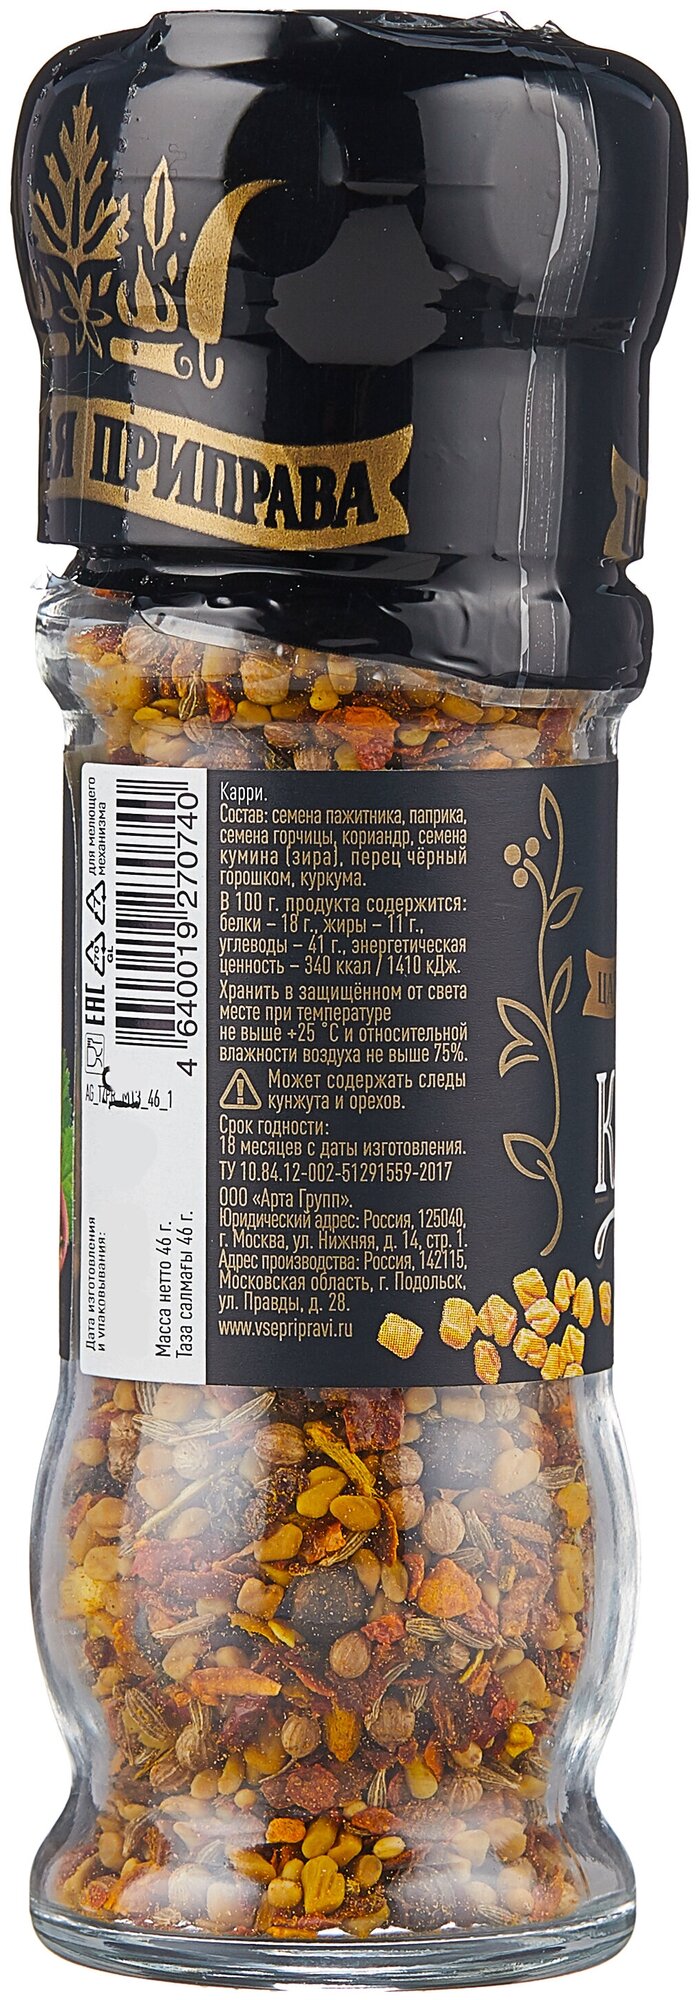 ПРИПРАВА
Карри.
Состав: семена пажитника, паприка,
семена горчицы, кориандр, семена
кумина (зира), перец чёрный
горошком, куркума.
В 100 г. продукта содержится:
белки – 18 г., жиры – 11 г.,
углеводы – 41 г., энергетическая
ценность – 340 ккал / 1410 кДж.
Хранить в защищённом от света
месте при температуре
не выше +25 °С и относительной
влажности воздуха не выше 75%.
Может содержать следы
кунжута и орехов.
Срок годности:
18 месяцев с даты изготовления.
ТУ 10.84.12-002-51291559-2017
ООО «Арта Групп».
Юридический адрес: Россия, 125040,
г. Москва, ул. Нижняя, д. 14, стр. 1.
Адрес производства: Россия, 142115,
Московская область, г. Подольск,
ул. Правды, д. 28.
www.vsepripravi.ru
для мелющего
механизма
70
GL
EAC
4 640019 270740
Дата изготовления
и упаковывания:
Масса нетто 46 г.
Таза салмағы 46 г.